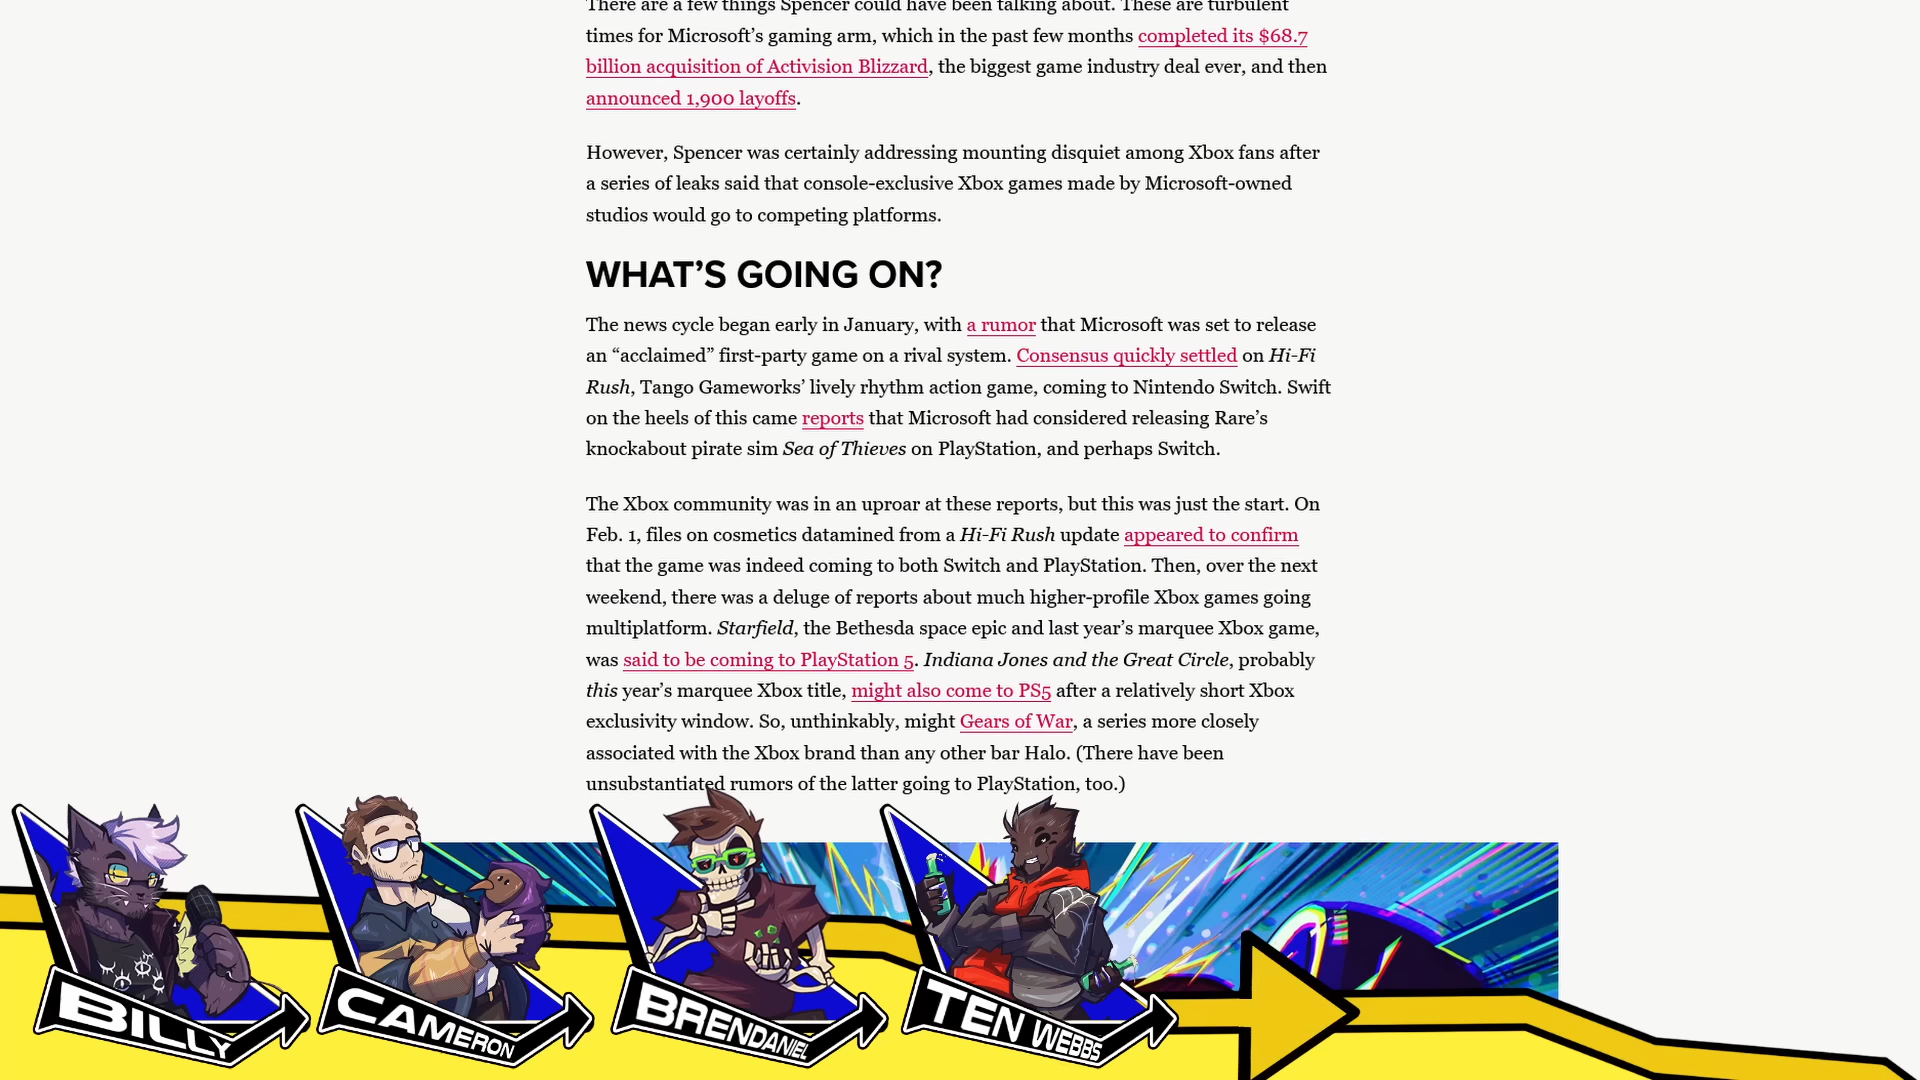 There are a few things Spencer could have been talking about. These are turbulent
times for Microsoft’s gaming arm, which in the past few months completed its $68.7
billion acquisition of Activision Blizzard, the biggest game industry deal ever, and then
announced 1,900 layoffs.
However, Spencer was certainly addressing mounting disquiet among Xbox fans after
a series of leaks said that console-exclusive Xbox games made by Microsoft-owned
studios would go to competing platforms.
WHAT’S GOING ON?
The news cycle began early in January, with a rumor that Microsoft was set to release
an “acclaimed” first-party game on a rival system. Consensus quickly settled on Hi-Fi
Rush, Tango Gameworks’ lively rhythm action game, coming to Nintendo Switch. Swift
on the heels of this came reports that Microsoft had considered releasing Rare’s
knockabout pirate sim Sea of Thieves on PlayStation, and perhaps Switch.
The Xbox community was in an uproar at these reports, but this was just the start. On
Feb. 1, files on cosmetics datamined from a Hi-Fi Rush update appeared to confirm
that the game was indeed coming to both Switch and PlayStation. Then, over the next
weekend, there was a deluge of reports about much higher-profile Xbox games going
multiplatform. Starfield, the Bethesda space epic and last year’s marquee Xbox game,
was said to be coming to PlayStation 5. Indiana Jones and the Great Circle, probably
this year’s marquee Xbox title, might also come to PS5 after a relatively short Xbox
exclusivity window. So, unthinkably, might Gears of War, a series more closely
associated with the Xbox brand than any other bar Halo. (There have been
unsubstantiated rumors of the latter going to PlayStation, too.)
BILLY
CAMERON
BRENDANIEL
TEN WEBBS